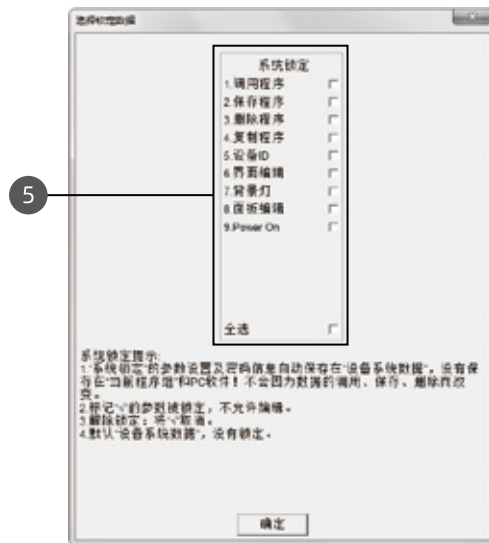 选择锁定数据
系统锁定
1.调用程序
2.保存程序
3.删除程序
4.复制程序
5.设备ID
6.界面编辑
7.背景灯
8.面板编辑
9.Power On
全选
5
系统锁定提示:
1."系统锁定"的参数设置及密码信息自动保存在"设备系统数据"，没有保
存在"当前程序组"和PC软件！不会因为数据的调用、保存、删除而改
变。
2.标记"√"的参数被锁定，不允许编辑。
3.解除锁定：将"√"取消。
4.默认"设备系统数据"，没有锁定。
确定